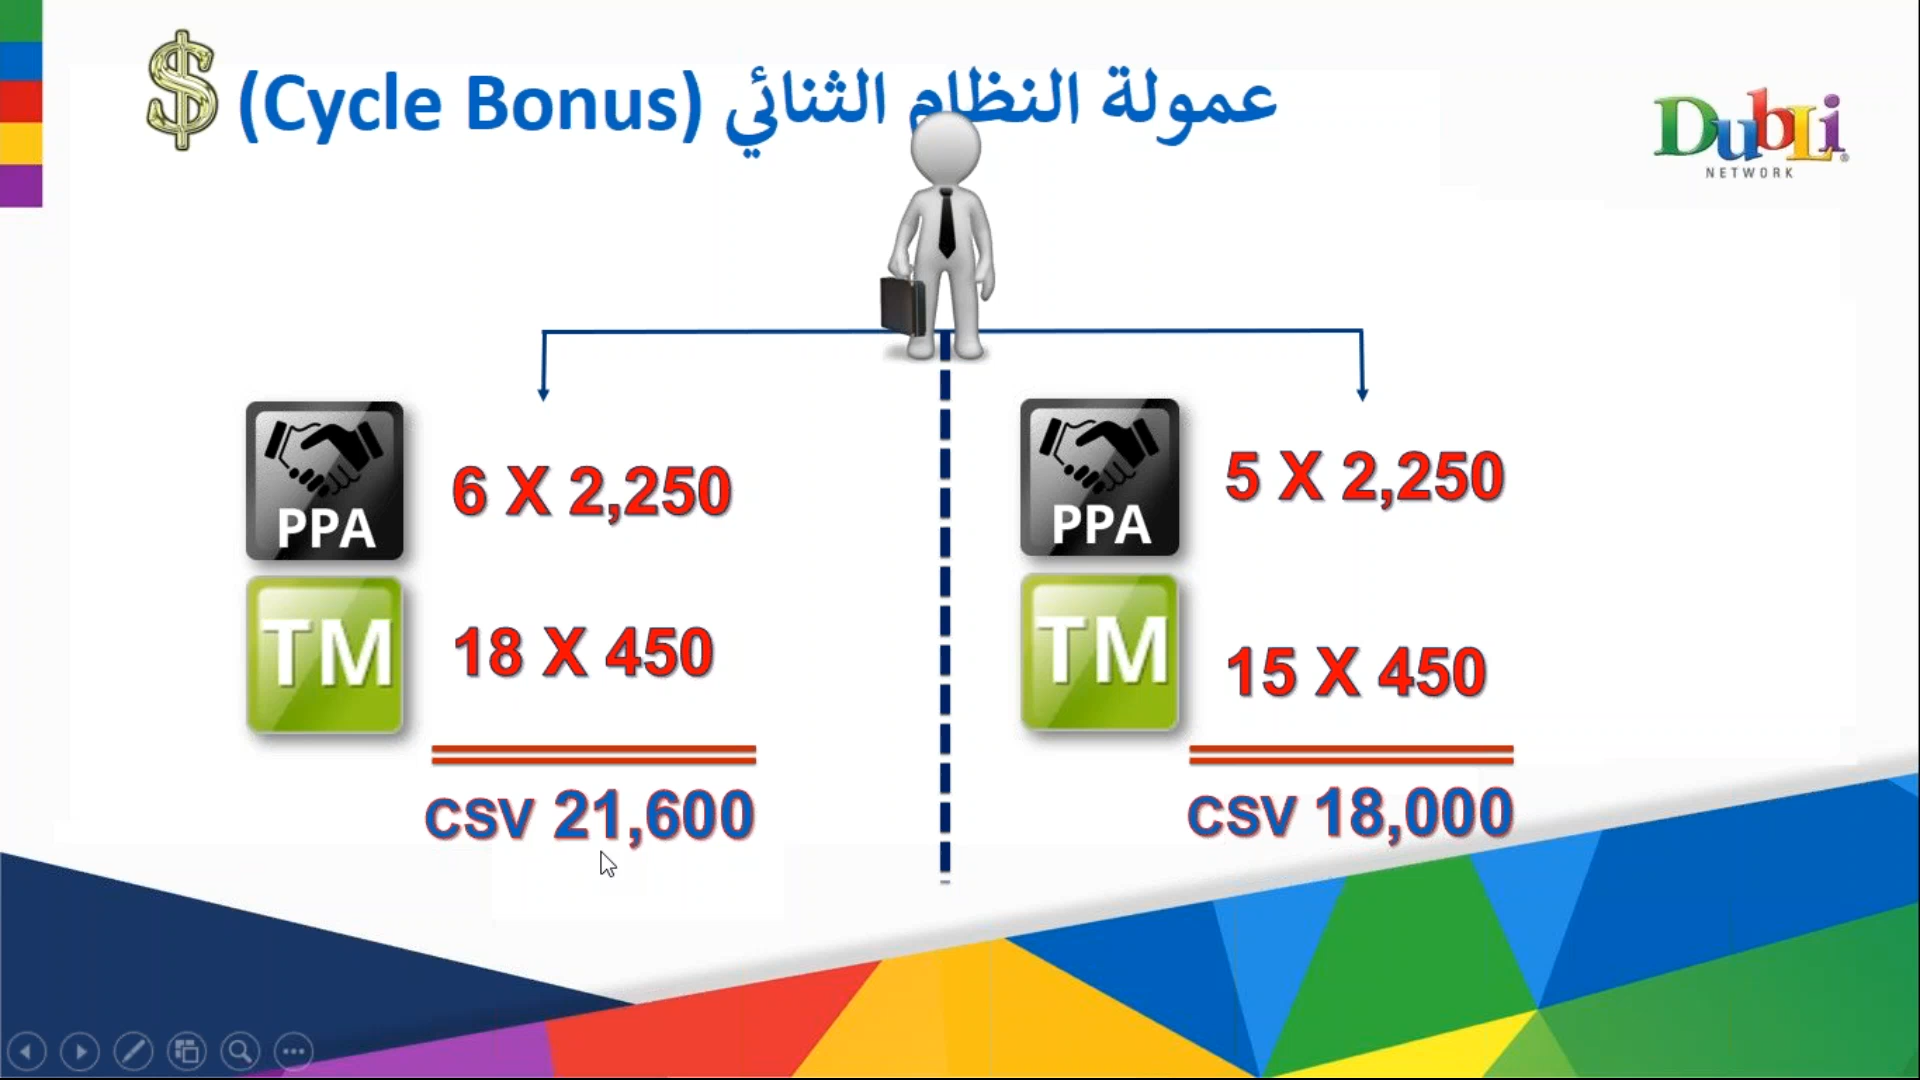 عمولة النظام الثنائي (Cycle Bonus)
DubLi®
NETWORK
PPA
6 X 2,250
TM
18 X 450
CSV 21,600
PPA
5 X 2,250
TM
15 X 450
CSV 18,000